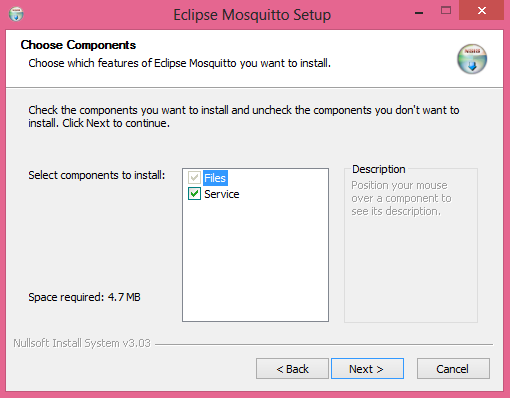 Eclipse Mosquitto Setup
Choose Components
Choose which features of Eclipse Mosquitto you want to install.
Check the components you want to install and uncheck the components you don't want to
install. Click Next to continue.
Select components to install:
Files
Service
Description
Position your mouse
over a component to
see its description.
Space required: 4.7 MB
Nullsoft Install System v3.03
< Back
Next >
Cancel